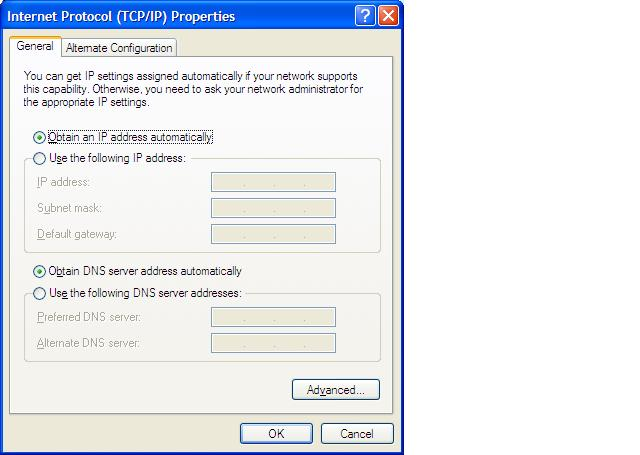 Internet Protocol (TCP/IP) Properties
General
Alternate Configuration
You can get IP settings assigned automatically if your network supports
this capability. Otherwise, you need to ask your network administrator for
the appropriate IP settings.
Obtain an IP address automatically
Use the following IP address:
IP address:
Subnet mask:
Default gateway:
Obtain DNS server address automatically
Use the following DNS server addresses:
Preferred DNS server:
Alternate DNS server:
Advanced...
OK
Cancel